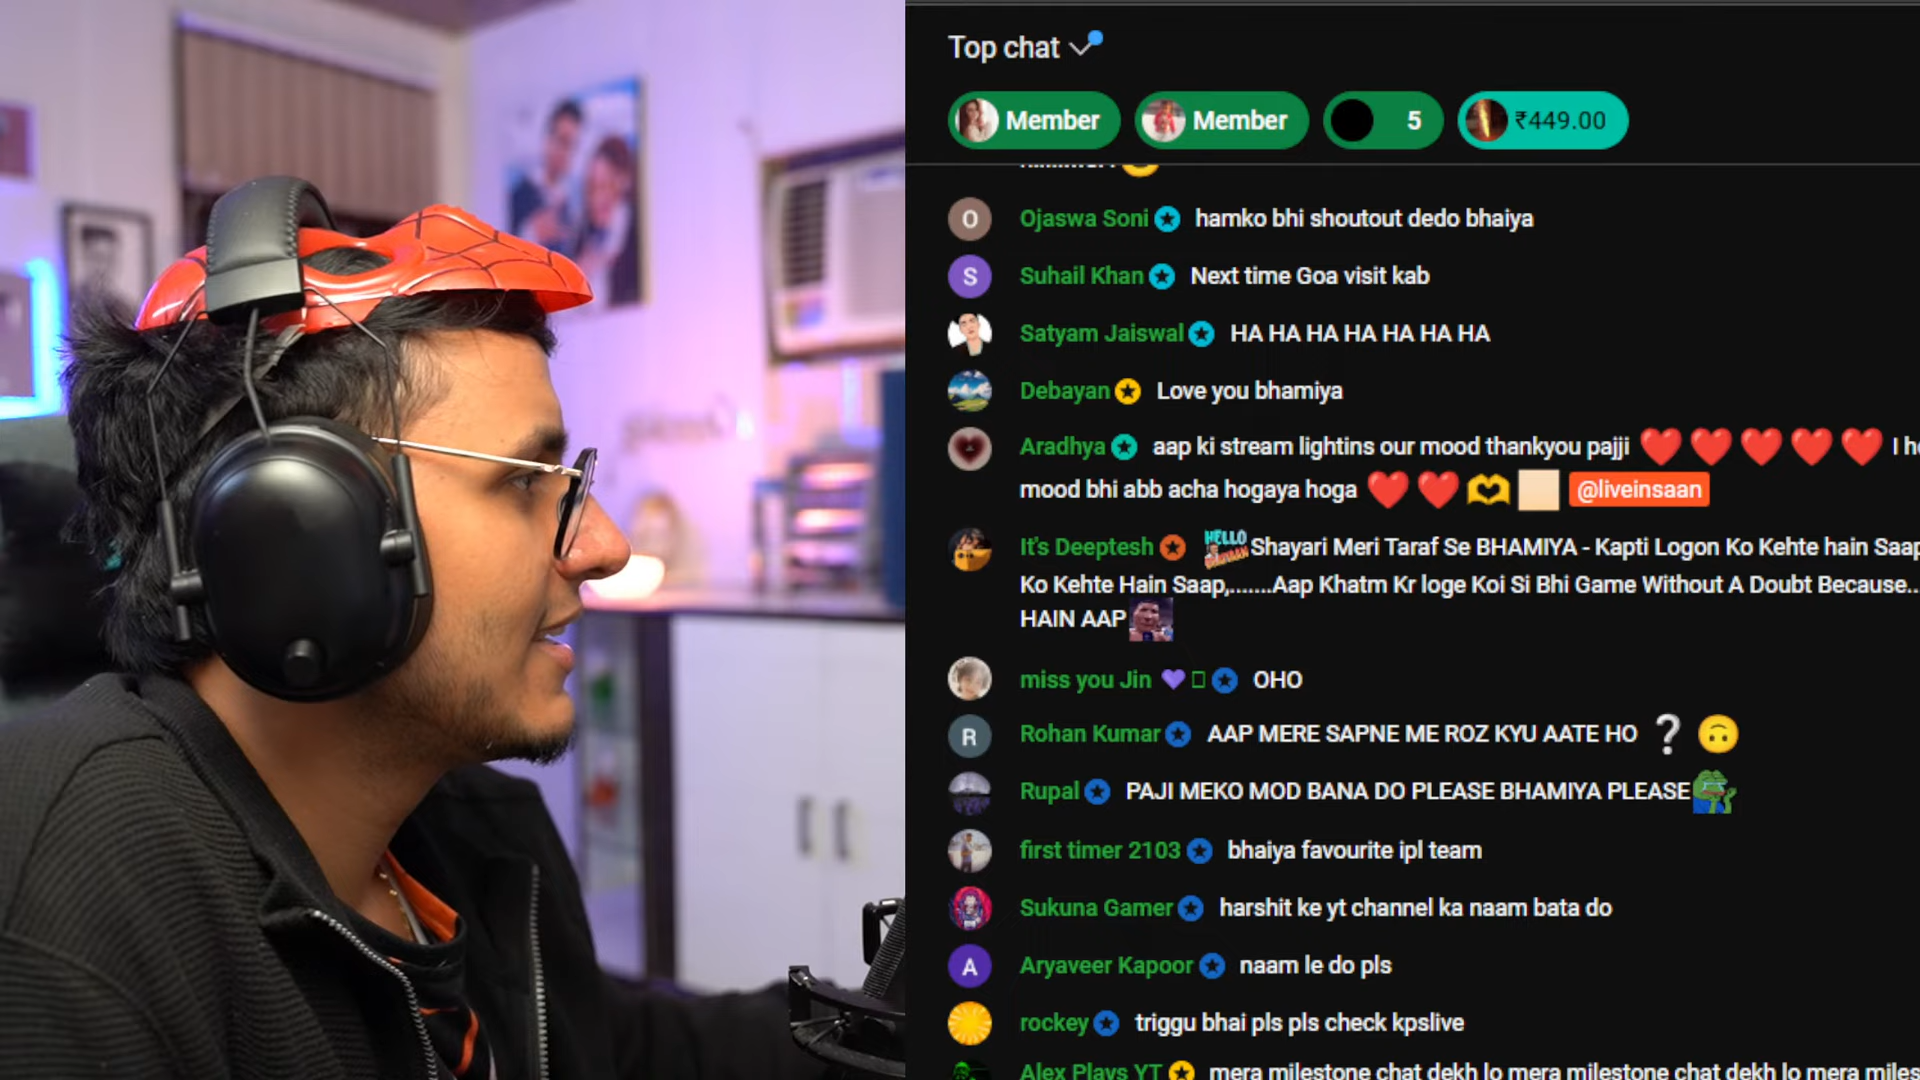 Top chat
Member Member 5 ₹449.00
O Ojaswa Soni hamko bhi shoutout dedo bhaiya
S Suhail Khan Next time Goa visit kab
Satyam Jaiswal HA HA HA HA HA HA HA
Debayan Love you bhamiya
Aradhya aap ki stream lightins our mood thankyou pajji ❤️ ❤️ ❤️ ❤️ ❤️ I
mood bhi abb acha hogaya hoga ❤️ ❤️ 🫶 🏻 @liveinsaan
It's Deeptesh HELLO Shayari Meri Taraf Se BHAMIYA - Kapti Logon Ko Kehte hain Saap
Ko Kehte Hain Saap,.......Aap Khatm Kr loge Koi Si Bhi Game Without A Doubt Because...
HAIN AAP
miss you Jin 💜 OHO
R Rohan Kumar AAP MERE SAPNE ME ROZ KYU AATE HO ❔ 🙃
Rupal PAJI MEKO MOD BANA DO PLEASE BHAMIYA PLEASE
first timer 2103 bhaiya favourite ipl team
Sukuna Gamer harshit ke yt channel ka naam bata do
A Aryaveer Kapoor naam le do pls
rockey triggu bhai pls pls check kpslive
Alex Plays YT mera milestone chat dekh lo mera milestone chat dekh lo mera